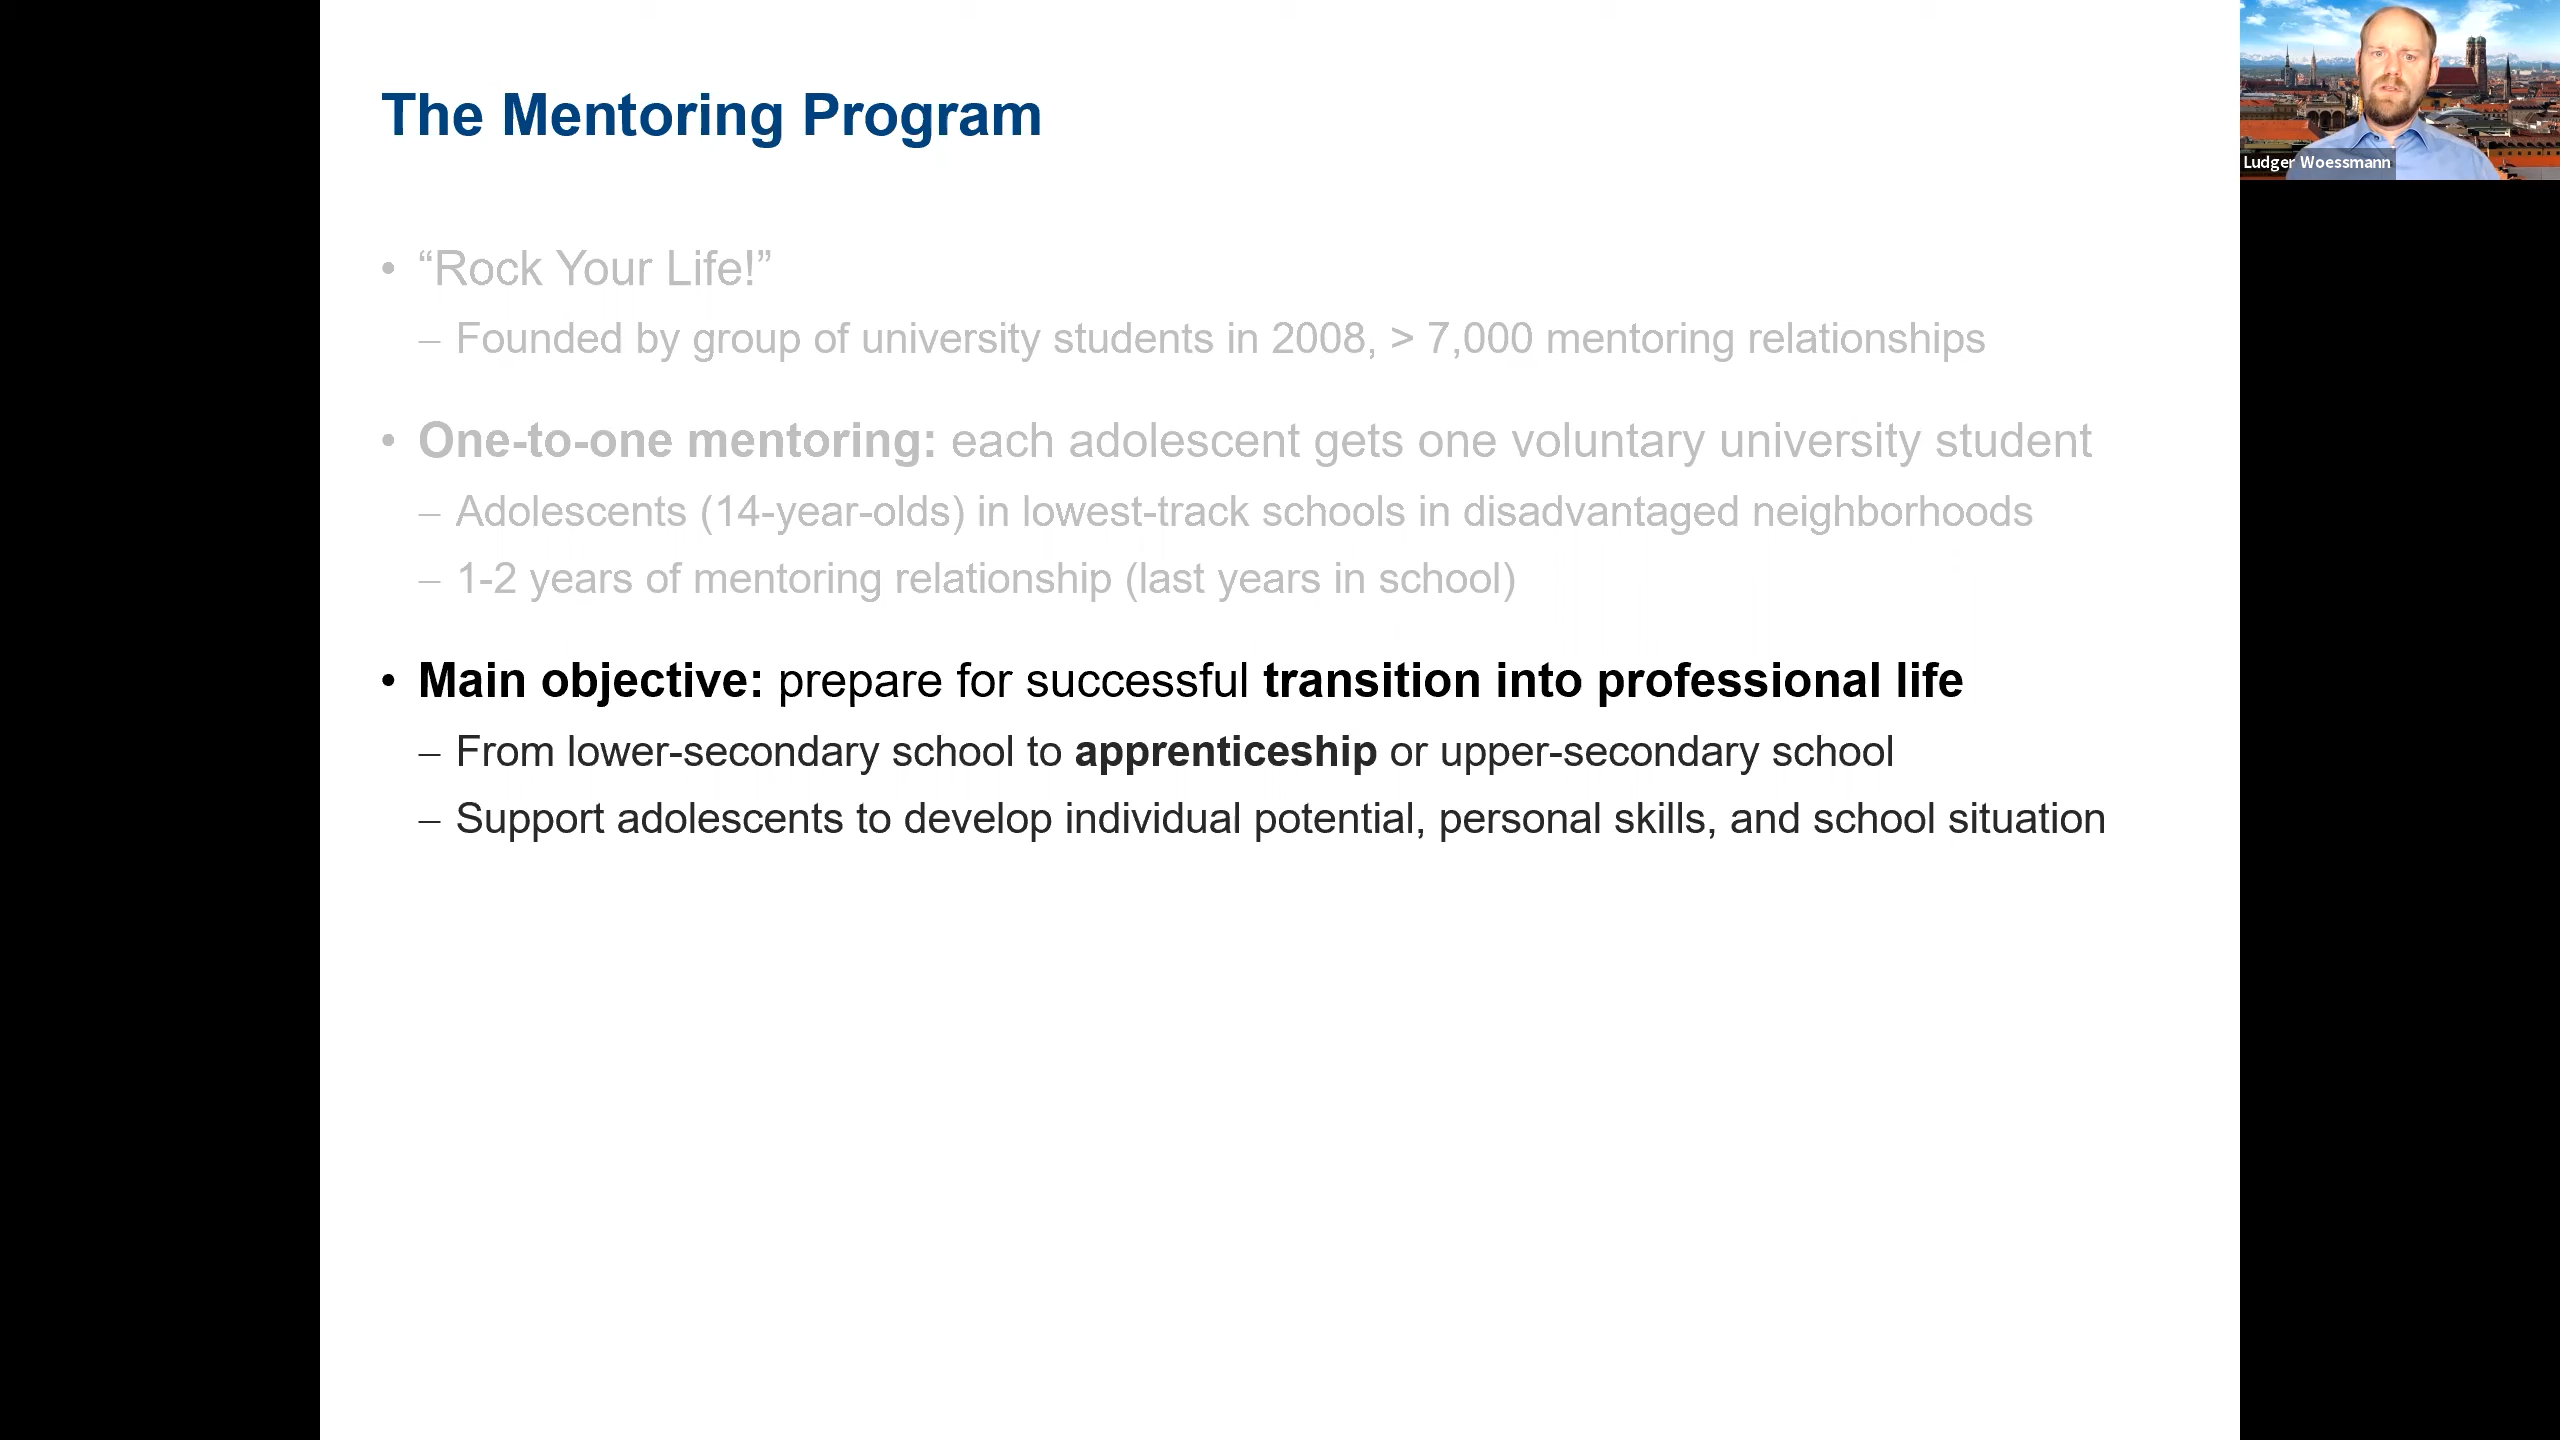 The Mentoring Program
Ludger Woessmann
• “Rock Your Life!”
– Founded by group of university students in 2008, > 7,000 mentoring relationships
• One-to-one mentoring: each adolescent gets one voluntary university student
– Adolescents (14-year-olds) in lowest-track schools in disadvantaged neighborhoods
– 1-2 years of mentoring relationship (last years in school)
• Main objective: prepare for successful transition into professional life
– From lower-secondary school to apprenticeship or upper-secondary school
– Support adolescents to develop individual potential, personal skills, and school situation